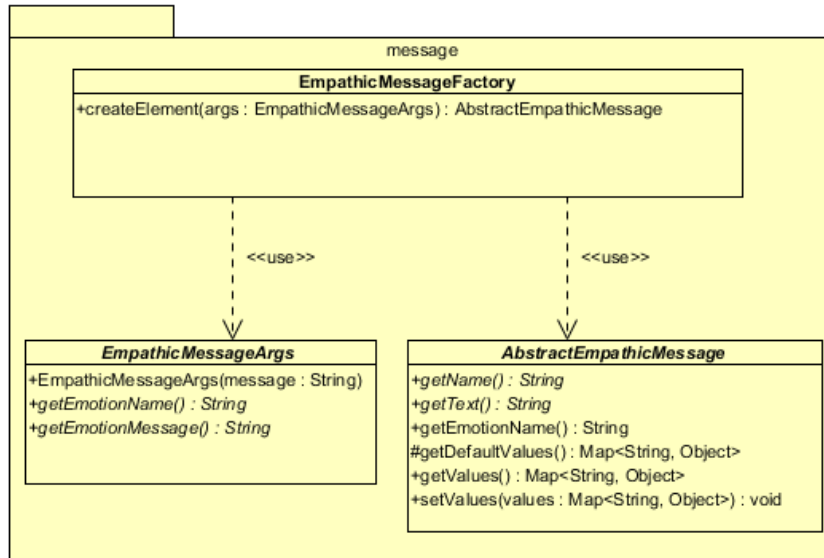 message
EmpathicMessageFactory
+createElement(args : EmpathicMessageArgs) : AbstractEmpathicMessage
<<use>>
<<use>>
EmpathicMessageArgs
+EmpathicMessageArgs(message : String)
+getEmotionName() : String
+getEmotionMessage() : String
AbstractEmpathicMessage
+getName() : String
+getText() : String
+getEmotionName() : String
#getDefaultValues() : Map<String, Object>
+getValues() : Map<String, Object>
+setValues(values : Map<String, Object>) : void